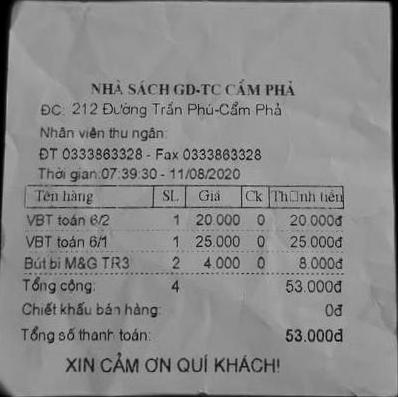 NHÀ SÁCH GD-TC CẨM PHẢ
ĐC: 212 Đường Trần Phú-Cẩm Phả
Nhân viên thu ngân:
ĐT 0333863328 - Fax 0333863328
Thời gian:07:39:30 - 11/08/2020
Tên hàng SL Giá Ck Th□nh tiền
VBT toán 6/2 1 20.000 0 20.000đ
VBT toán 6/1 1 25.000 0 25.000đ
Bút bi M&G TR3 2 4.000 0 8.000đ
Tổng cộng: 4 53.000đ
Chiết khấu bán hàng: 0đ
Tổng số thanh toán: 53.000đ
XIN CẢM ƠN QUÍ KHÁCH!